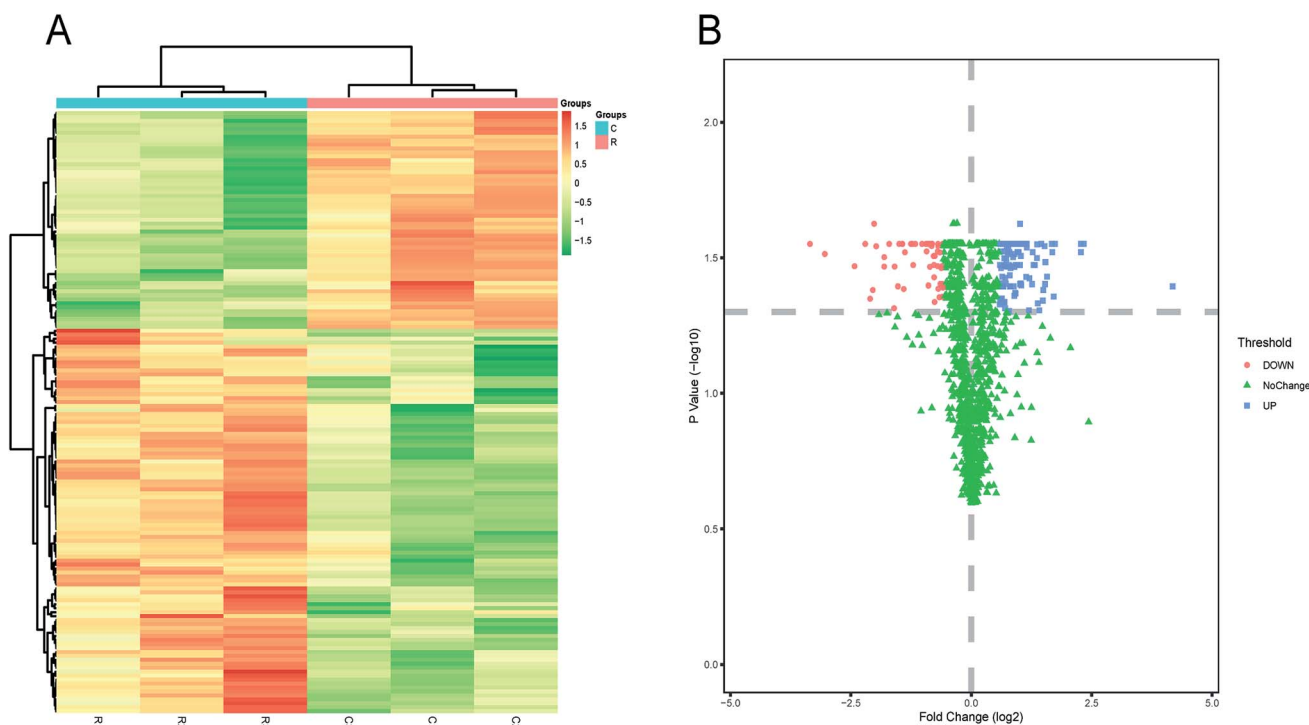 A
B
Groups
1.5
1
0.5
0
−0.5
−1
−1.5
Groups
C
R
R
R
R
C
C
C
2.0
1.5
1.0
0.5
0.0
P Value (−log10)
−5.0
−2.5
0.0
2.5
5.0
Fold Change (log2)
Threshold
DOWN
NoChange
UP